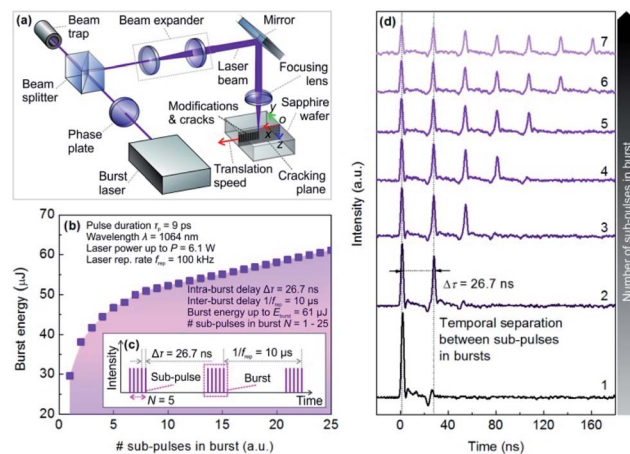 (a)
Beam
trap
Beam expander
Mirror
Laser
beam
Focusing
lens
Beam
splitter
Phase
plate
Burst
laser
Modifications
& cracks
Sapphire
wafer
y
o
x
z
Translation
speed
Cracking
plane
(b)
Pulse duration τp = 9 ps
Wavelength λ = 1064 nm
Laser power up to P = 6.1 W
Laser rep. rate frep = 100 kHz
Intra-burst delay Δτ = 26.7 ns
Inter-burst delay 1/frep = 10 µs
Burst energy up to Eburst = 61 µJ
# sub-pulses in burst N = 1 - 25
Burst energy (µJ)
70
60
50
40
30
20
(c)
Δτ = 26.7 ns
1/frep = 10 µs
Intensity
Sub-pulse
Burst
N = 5
Time
0 5 10 15 20 25
# sub-pulses in burst (a.u.)
(d)
7
6
5
4
3
2
1
Δτ = 26.7 ns
Temporal separation
between sub-pulses
in bursts
Intensity (a.u.)
0 40 80 120 160
Time (ns)
Number of sub-pulses in burst